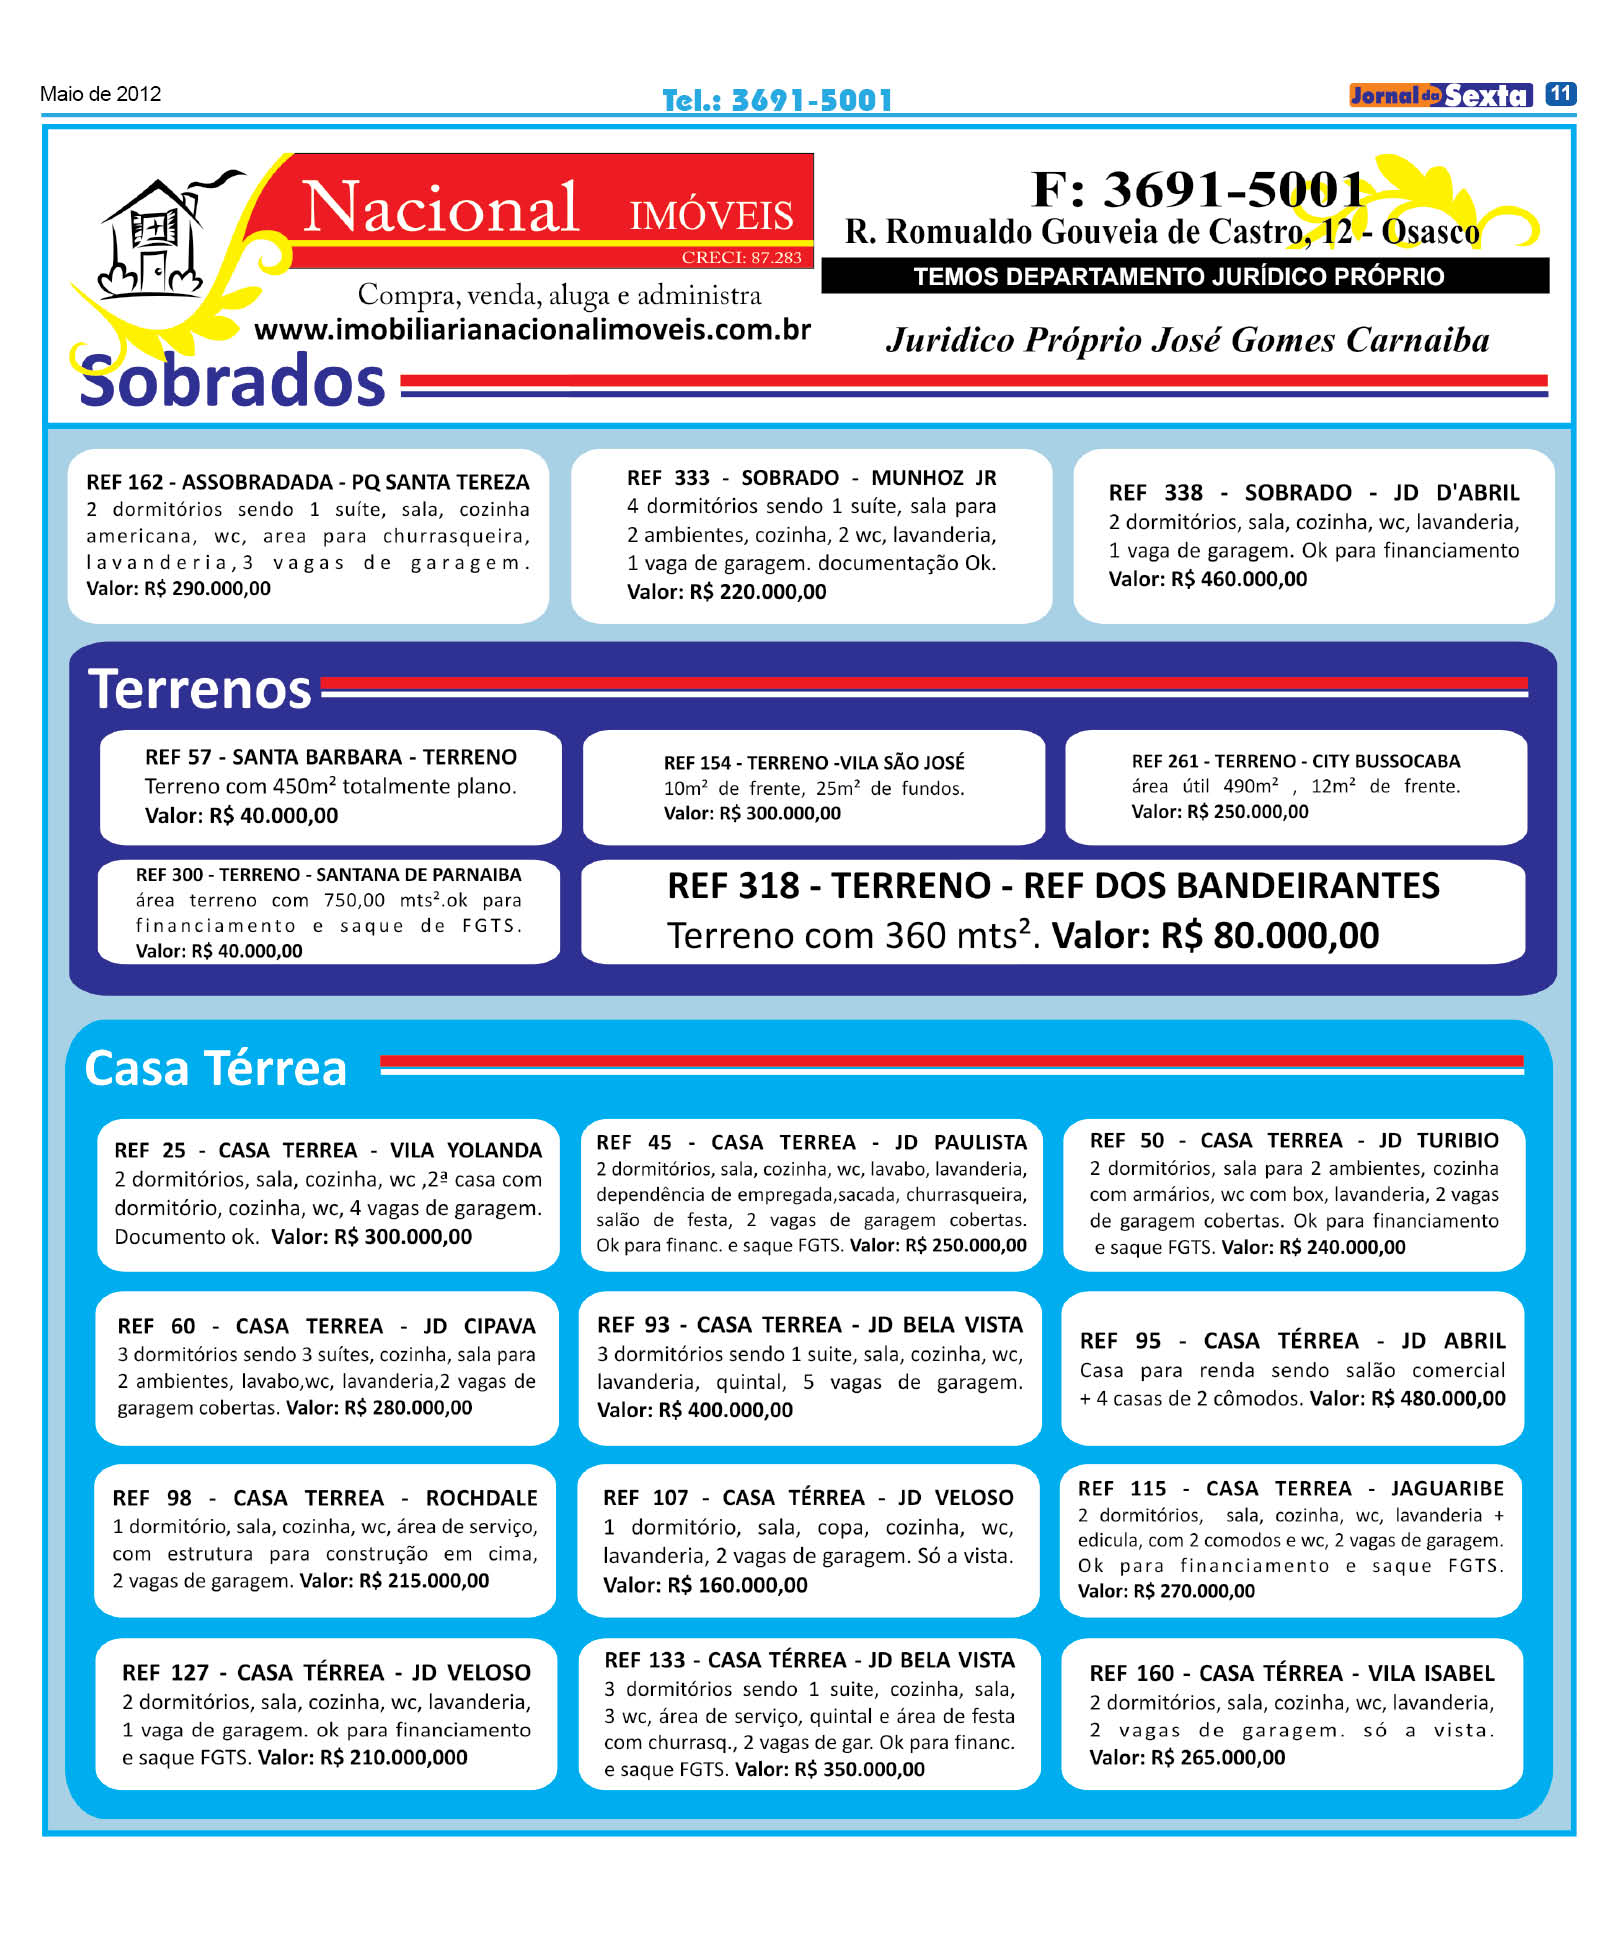 Maio de 2012
Tel.: 3691-5001
Jornal da Sexta 11
Nacional IMÓVEIS
CRECI: 87.283
Compra, venda, aluga e administra
www.imobiliarianacionalimoveis.com.br
F: 3691-5001
R. Romualdo Gouveia de Castro, 12 - Osasco
TEMOS DEPARTAMENTO JURÍDICO PRÓPRIO
Juridico Próprio José Gomes Carnaiba
Sobrados
REF 162 - ASSOBRADADA - PQ SANTA TEREZA
2 dormitórios sendo 1 suíte, sala, cozinha
americana, wc, area para churrasqueira,
lavanderia,3 vagas de garagem.
Valor: R$ 290.000,00
REF 333 - SOBRADO - MUNHOZ JR
4 dormitórios sendo 1 suíte, sala para
2 ambientes, cozinha, 2 wc, lavanderia,
1 vaga de garagem. documentação Ok.
Valor: R$ 220.000,00
REF 338 - SOBRADO - JD D'ABRIL
2 dormitórios, sala, cozinha, wc, lavanderia,
1 vaga de garagem. Ok para financiamento
Valor: R$ 460.000,00
Terrenos
REF 57 - SANTA BARBARA - TERRENO
Terreno com 450m² totalmente plano.
Valor: R$ 40.000,00
REF 154 - TERRENO -VILA SÃO JOSÉ
10m² de frente, 25m² de fundos.
Valor: R$ 300.000,00
REF 261 - TERRENO - CITY BUSSOCABA
área útil 490m² , 12m² de frente.
Valor: R$ 250.000,00
REF 300 - TERRENO - SANTANA DE PARNAIBA
área terreno com 750,00 mts².ok para
financiamento e saque de FGTS.
Valor: R$ 40.000,00
REF 318 - TERRENO - REF DOS BANDEIRANTES
Terreno com 360 mts². Valor: R$ 80.000,00
Casa Térrea
REF 25 - CASA TERREA - VILA YOLANDA
2 dormitórios, sala, cozinha, wc ,2ª casa com
dormitório, cozinha, wc, 4 vagas de garagem.
Documento ok. Valor: R$ 300.000,00
REF 45 - CASA TERREA - JD PAULISTA
2 dormitórios, sala, cozinha, wc, lavabo, lavanderia,
dependência de empregada,sacada, churrasqueira,
salão de festa, 2 vagas de garagem cobertas.
Ok para financ. e saque FGTS. Valor: R$ 250.000,00
REF 50 - CASA TERREA - JD TURIBIO
2 dormitórios, sala para 2 ambientes, cozinha
com armários, wc com box, lavanderia, 2 vagas
de garagem cobertas. Ok para financiamento
e saque FGTS. Valor: R$ 240.000,00
REF 60 - CASA TERREA - JD CIPAVA
3 dormitórios sendo 3 suítes, cozinha, sala para
2 ambientes, lavabo,wc, lavanderia,2 vagas de
garagem cobertas. Valor: R$ 280.000,00
REF 93 - CASA TERREA - JD BELA VISTA
3 dormitórios sendo 1 suite, sala, cozinha, wc,
lavanderia, quintal, 5 vagas de garagem.
Valor: R$ 400.000,00
REF 95 - CASA TÉRREA - JD ABRIL
Casa para renda sendo salão comercial
+ 4 casas de 2 cômodos. Valor: R$ 480.000,00
REF 98 - CASA TERREA - ROCHDALE
1 dormitório, sala, cozinha, wc, área de serviço,
com estrutura para construção em cima,
2 vagas de garagem. Valor: R$ 215.000,00
REF 107 - CASA TÉRREA - JD VELOSO
1 dormitório, sala, copa, cozinha, wc,
lavanderia, 2 vagas de garagem. Só a vista.
Valor: R$ 160.000,00
REF 115 - CASA TERREA - JAGUARIBE
2 dormitórios, sala, cozinha, wc, lavanderia +
edicula, com 2 comodos e wc, 2 vagas de garagem.
Ok para financiamento e saque FGTS.
Valor: R$ 270.000,00
REF 127 - CASA TÉRREA - JD VELOSO
2 dormitórios, sala, cozinha, wc, lavanderia,
1 vaga de garagem. ok para financiamento
e saque FGTS. Valor: R$ 210.000,000
REF 133 - CASA TÉRREA - JD BELA VISTA
3 dormitórios sendo 1 suite, cozinha, sala,
3 wc, área de serviço, quintal e área de festa
com churrasq., 2 vagas de gar. Ok para financ.
e saque FGTS. Valor: R$ 350.000,00
REF 160 - CASA TÉRREA - VILA ISABEL
2 dormitórios, sala, cozinha, wc, lavanderia,
2 vagas de garagem. só a vista.
Valor: R$ 265.000,00